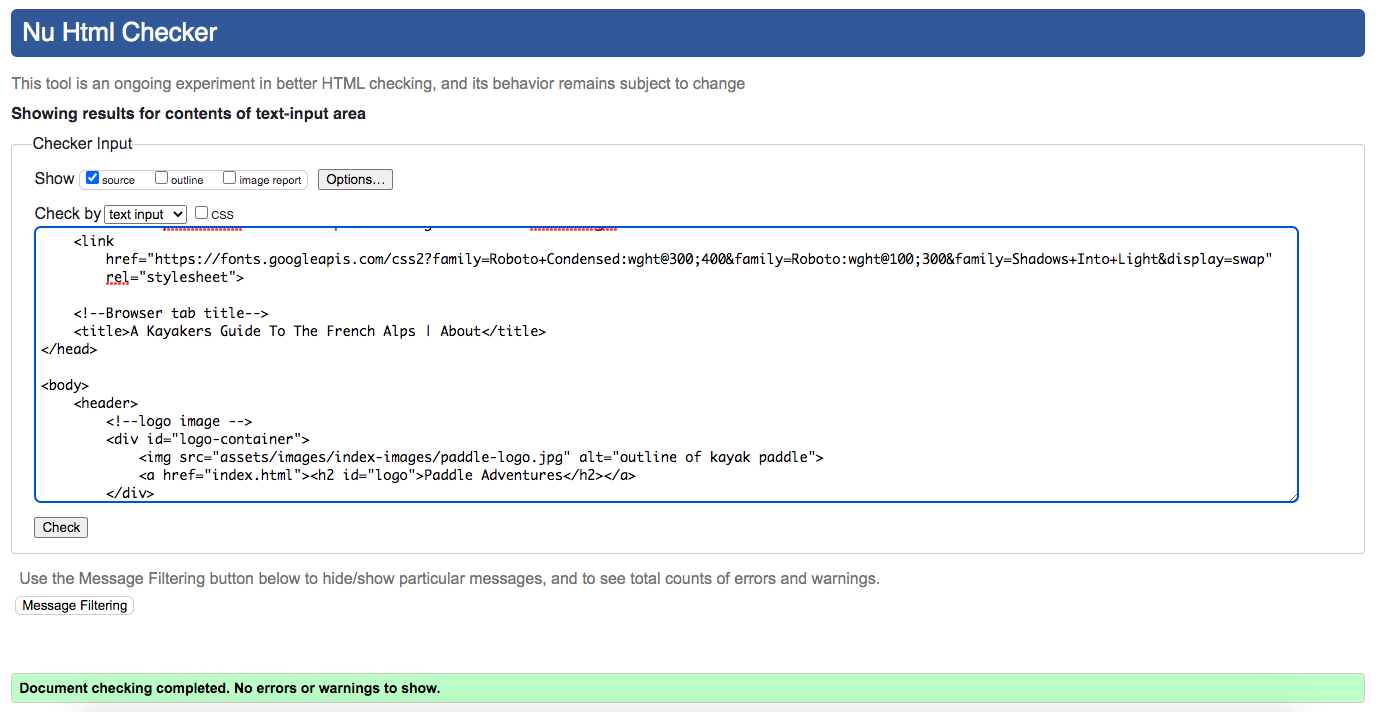 Nu Html Checker
This tool is an ongoing experiment in better HTML checking, and its behavior remains subject to change
Showing results for contents of text-input area
Checker Input
Show source outline image report Options...
Check by text input css
<link
href="https://fonts.googleapis.com/css2?family=Roboto+Condensed:wght@300;400&family=Roboto:wght@100;300&family=Shadows+Into+Light&display=swap"
rel="stylesheet">
<!--Browser tab title-->
<title>A Kayakers Guide To The French Alps | About</title>
</head>
<body>
<header>
<!--logo image -->
<div id="logo-container">
<img src="assets/images/index-images/paddle-logo.jpg" alt="outline of kayak paddle">
<a href="index.html"><h2 id="logo">Paddle Adventures</h2></a>
</div>
Check
Use the Message Filtering button below to hide/show particular messages, and to see total counts of errors and warnings.
Message Filtering
Document checking completed. No errors or warnings to show.